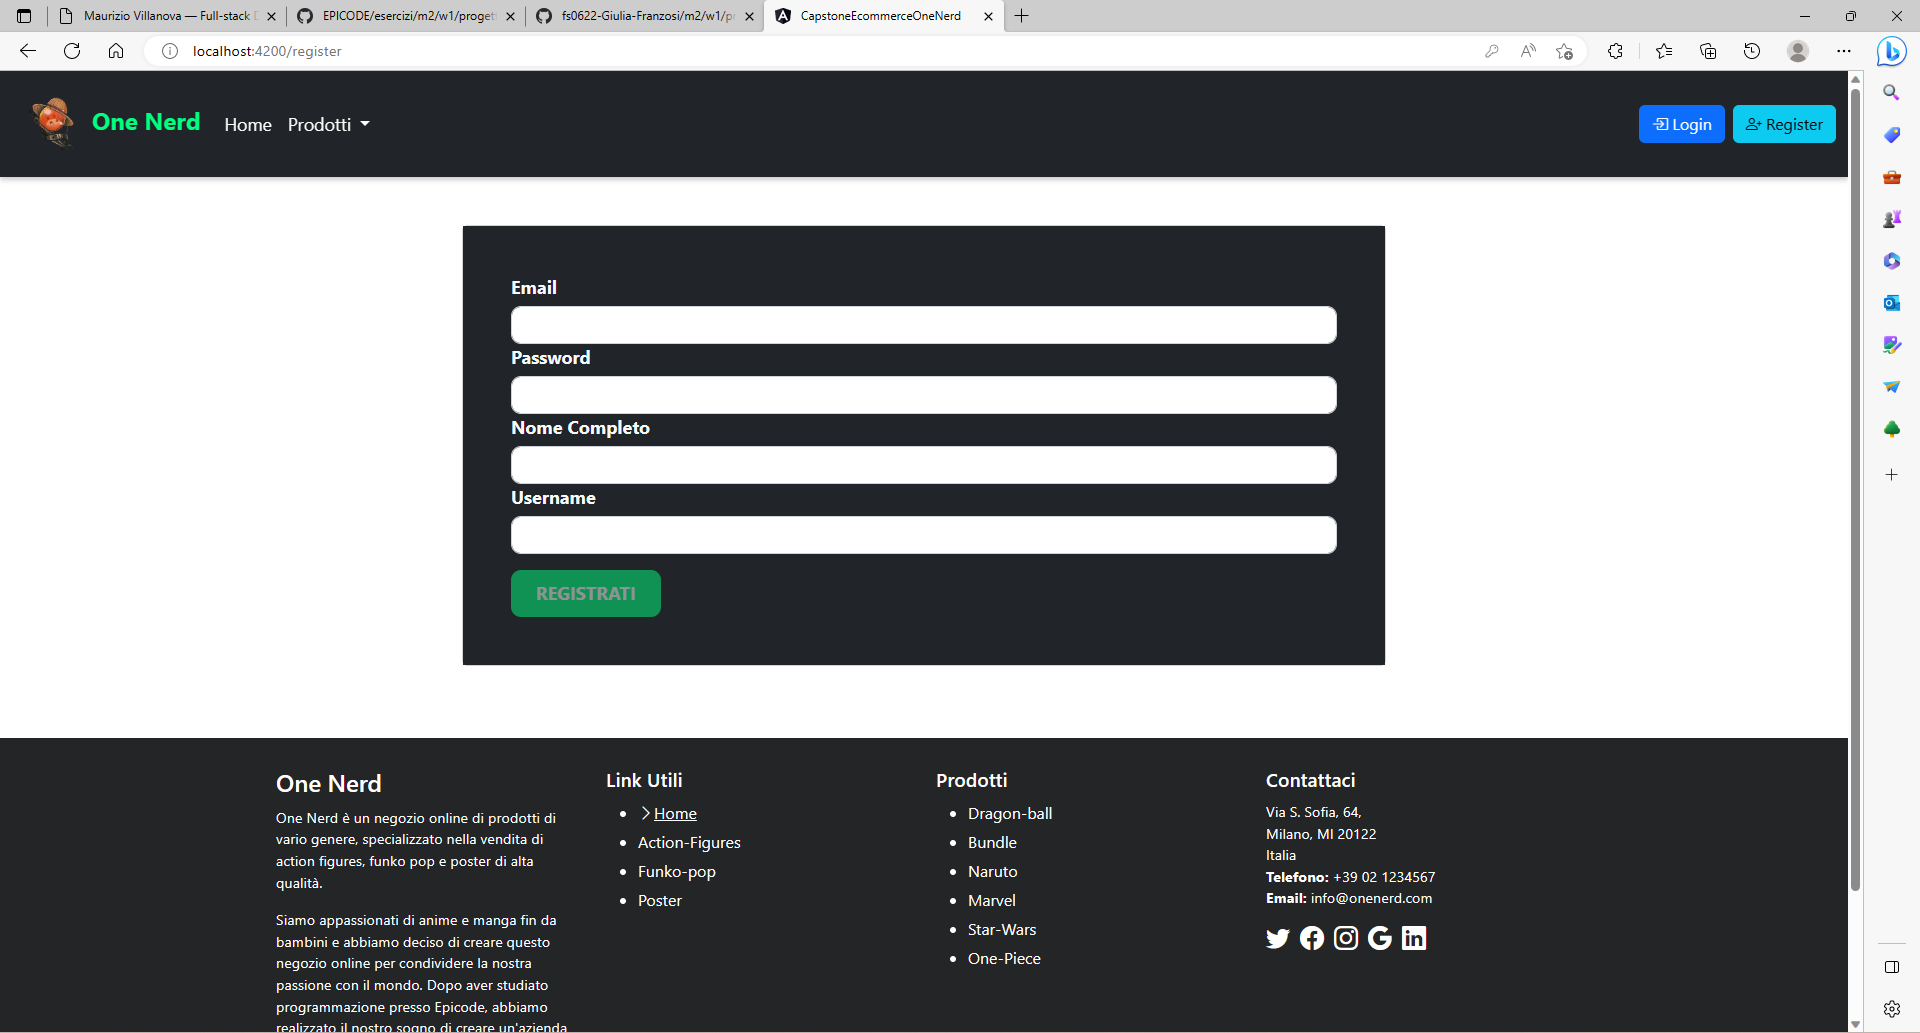 Maurizio Villanova — Full-stack D
EPICODE/esercizi/m2/w1/proget
fs0622-Giulia-Franzosi/m2/w1/pr
CapstoneEcommerceOneNerd
localhost:4200/register
One Nerd
Home
Prodotti
Login
Register
Email
Password
Nome Completo
Username
REGISTRATI
One Nerd
One Nerd è un negozio online di prodotti di
vario genere, specializzato nella vendita di
action figures, funko pop e poster di alta
qualità.
Siamo appassionati di anime e manga fin da
bambini e abbiamo deciso di creare questo
negozio online per condividere la nostra
passione con il mondo. Dopo aver studiato
programmazione presso Epicode, abbiamo
realizzato il nostro sogno di creare un'azienda
Link Utili
Home
Action-Figures
Funko-pop
Poster
Prodotti
Dragon-ball
Bundle
Naruto
Marvel
Star-Wars
One-Piece
Contattaci
Via S. Sofia, 64,
Milano, MI 20122
Italia
Telefono: +39 02 1234567
Email: info@onenerd.com